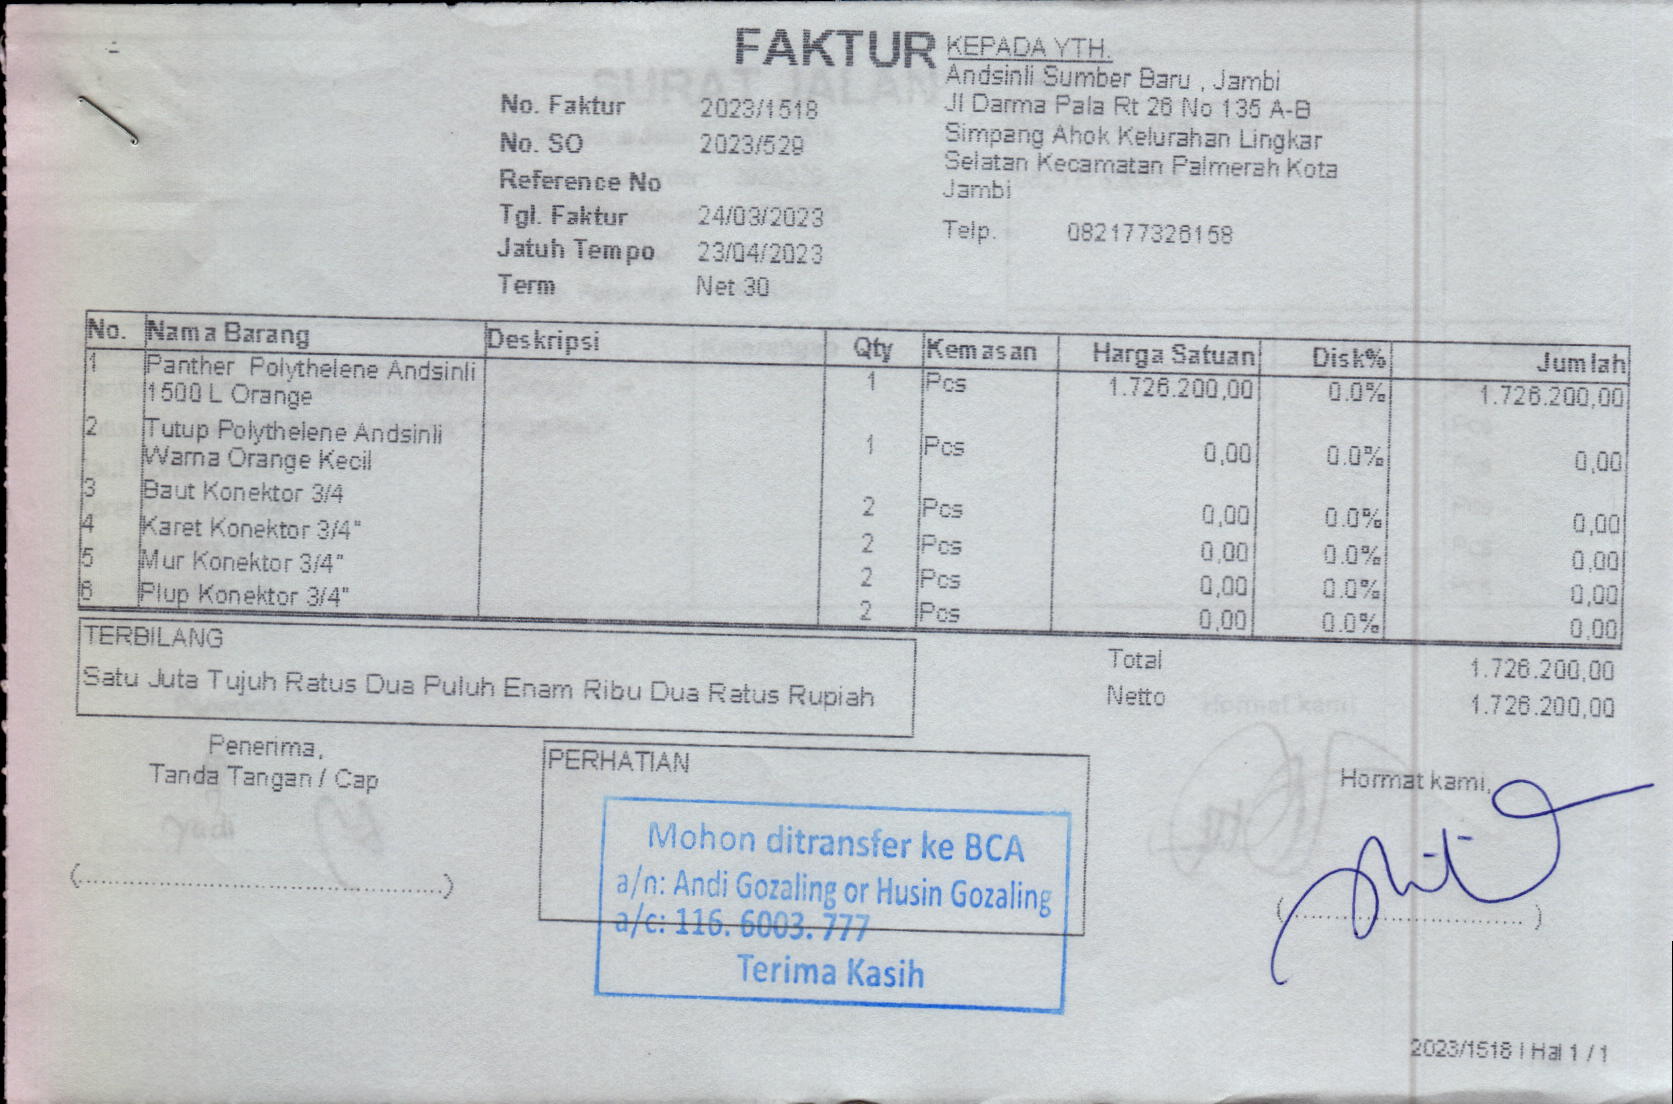 FAKTUR
KEPADA YTH.
Andsinli Sumber Baru , Jambi
Jl Darma Pala Rt 26 No 135 A-B
Simpang Ahok Kelurahan Lingkar
Selatan Kecamatan Palmerah Kota
Jambi
Telp. 082177326158
No. Faktur 2023/1518
No. SO 2023/529
Reference No
Tgl. Faktur 24/03/2023
Jatuh Tempo 23/04/2023
Term Net 30
No. Nama Barang Deskripsi Qty Kemasan Harga Satuan Disk% Jumlah
1 Panther Polythelene Andsinli 1 Pcs 1.726.200,00 0.0% 1.726.200,00
1500 L Orange
2 Tutup Polythelene Andsinli 1 Pcs 0,00 0.0% 0,00
Warna Orange Kecil
3 Baut Konektor 3/4 2 Pcs 0,00 0.0% 0,00
4 Karet Konektor 3/4" 2 Pcs 0,00 0.0% 0,00
5 Mur Konektor 3/4" 2 Pcs 0,00 0.0% 0,00
6 Plup Konektor 3/4" 2 Pcs 0,00 0.0% 0,00
TERBILANG
Satu Juta Tujuh Ratus Dua Puluh Enam Ribu Dua Ratus Rupiah
Total 1.726.200,00
Netto 1.726.200,00
Penerima,
Tanda Tangan / Cap
yudi
PERHATIAN
Mohon ditransfer ke BCA
a/n: Andi Gozaling or Husin Gozaling
a/c: 116. 6003. 777
Terima Kasih
Hormat kami,
2023/1518 | Hal 1 / 1